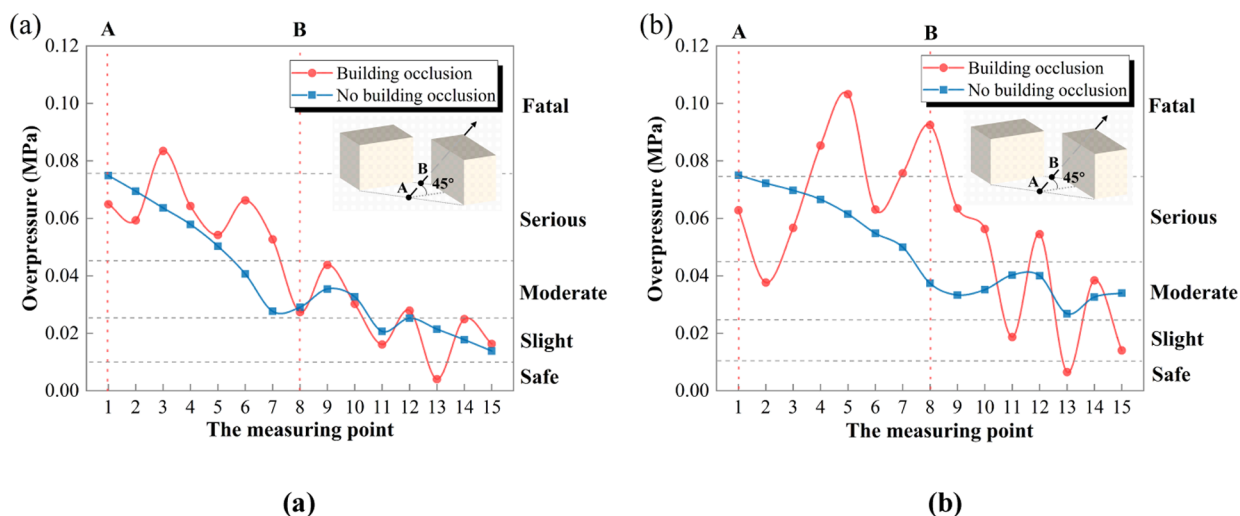 (a)
A
B
0.12
0.10
0.08
0.06
0.04
0.02
0.00
Overpressure (MPa)
Building occlusion
No building occlusion
A
B
45°
Fatal
Serious
Moderate
Slight
Safe
1 2 3 4 5 6 7 8 9 10 11 12 13 14 15
The measuring point
(a)
(b)
A
B
0.12
0.10
0.08
0.06
0.04
0.02
0.00
Overpressure (MPa)
Building occlusion
No building occlusion
A
B
45°
Fatal
Serious
Moderate
Slight
Safe
1 2 3 4 5 6 7 8 9 10 11 12 13 14 15
The measuring point
(b)